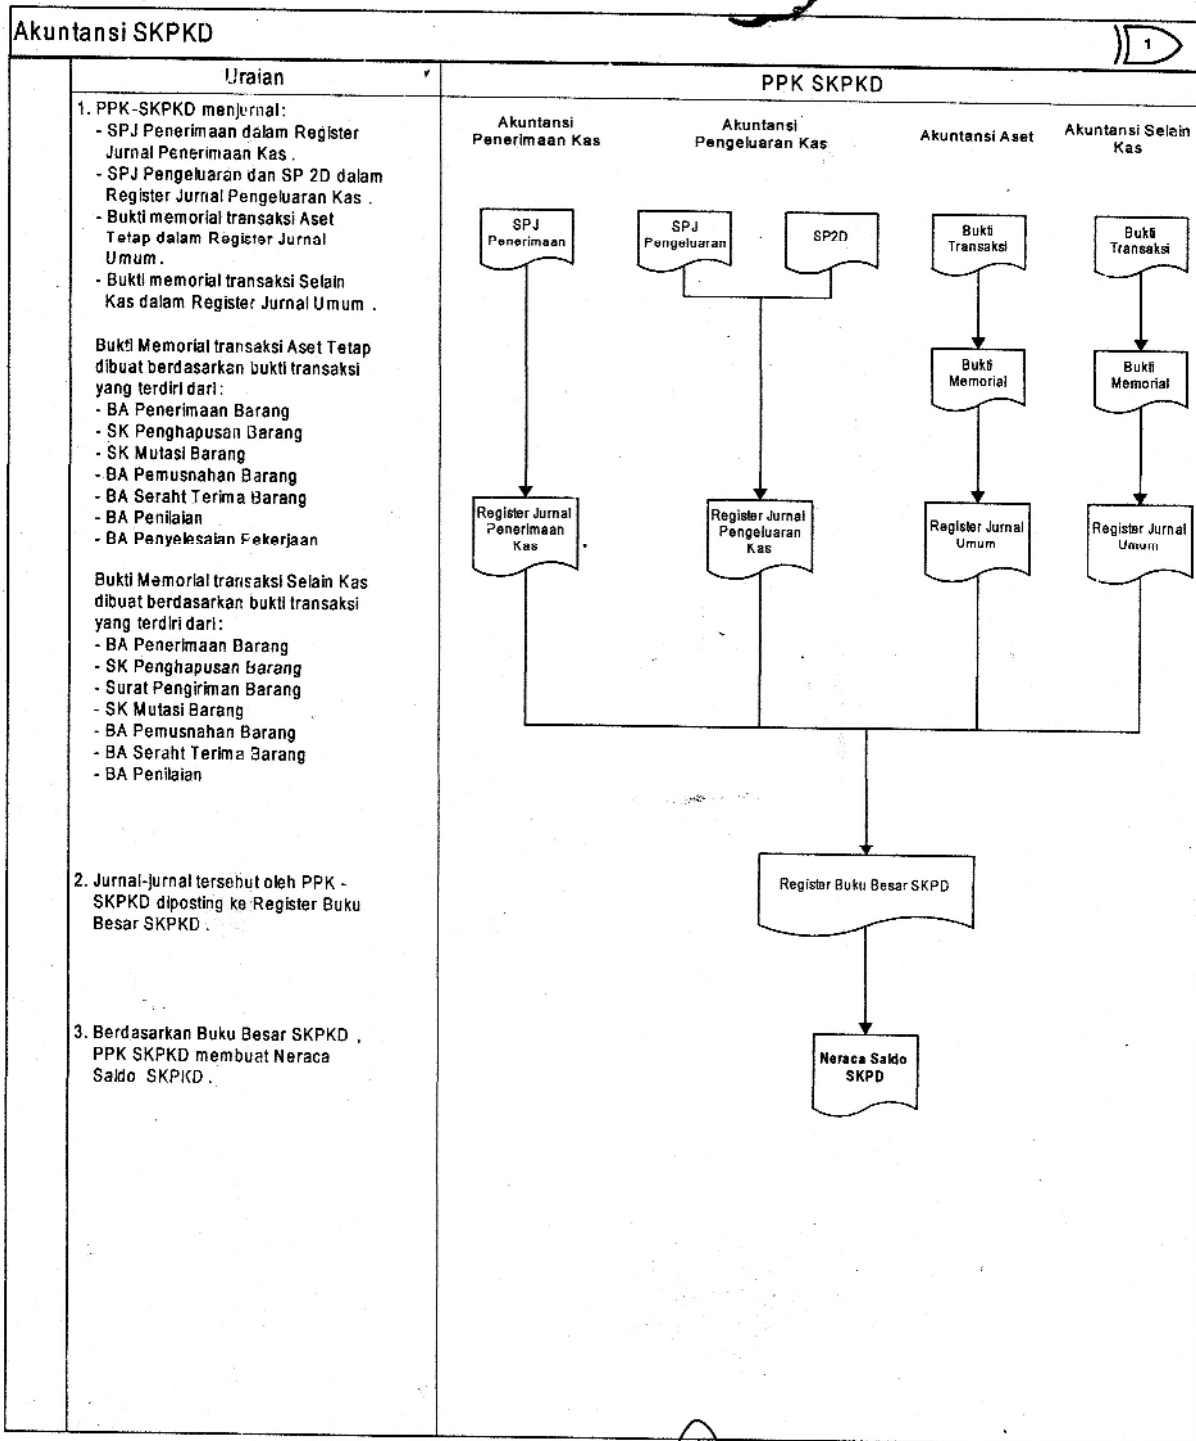 Akuntansi SKPKD
1
Uraian
PPK SKPKD
1. PPK-SKPKD menjurnal:
- SPJ Penerimaan dalam Register
Jurnal Penerimaan Kas .
- SPJ Pengeluaran dan SP 2D dalam
Register Jurnal Pengeluaran Kas .
- Bukti memorial transaksi Aset
Tetap dalam Register Jurnal
Umum .
- Bukti memorial transaksi Selain
Kas dalam Register Jurnal Umum .
Bukti Memorial transaksi Aset Tetap
dibuat berdasarkan bukti transaksi
yang terdiri dari:
- BA Penerimaan Barang
- SK Penghapusan Barang
- SK Mutasi Barang
- BA Pemusnahan Barang
- BA Seraht Terima Barang
- BA Penilaian
- BA Penyelesaian Pekerjaan
Bukti Memorial transaksi Selain Kas
dibuat berdasarkan bukti transaksi
yang terdiri dari:
- BA Penerimaan Barang
- SK Penghapusan Barang
- Surat Pengiriman Barang
- SK Mutasi Barang
- BA Pemusnahan Barang
- BA Seraht Terima Barang
- BA Penilaian
2. Jurnal-jurnal tersebut oleh PPK -
SKPKD diposting ke Register Buku
Besar SKPKD .
3. Berdasarkan Buku Besar SKPKD ,
PPK SKPKD membuat Neraca
Saldo SKPKD .
Akuntansi
Penerimaan Kas
Akuntansi
Pengeluaran Kas
Akuntansi Aset
Akuntansi Selain
Kas
SPJ
Penerimaan
SPJ
Pengeluaran
SP2D
Bukti
Transaksi
Bukti
Transaksi
Bukti
Memorial
Bukti
Memorial
Register Jurnal
Penerimaan
Kas
Register Jurnal
Pengeluaran
Kas
Register Jurnal
Umum
Register Jurnal
Umum
Register Buku Besar SKPD
Neraca Saldo
SKPD